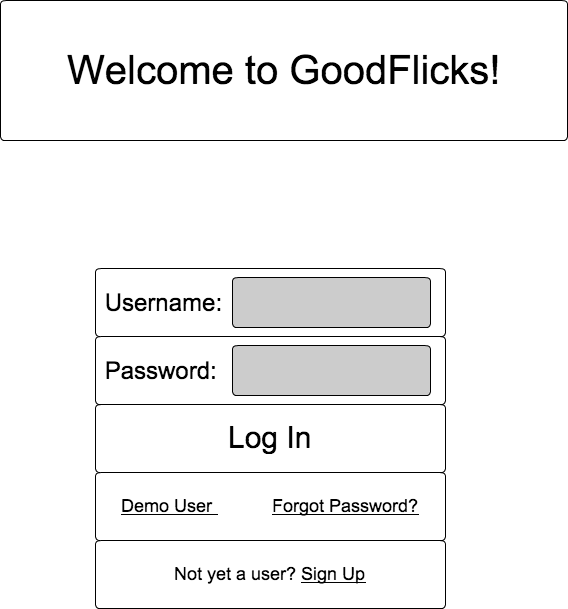 Welcome to GoodFlicks!
Username:
Password:
Log In
Demo User Forgot Password?
Not yet a user? Sign Up